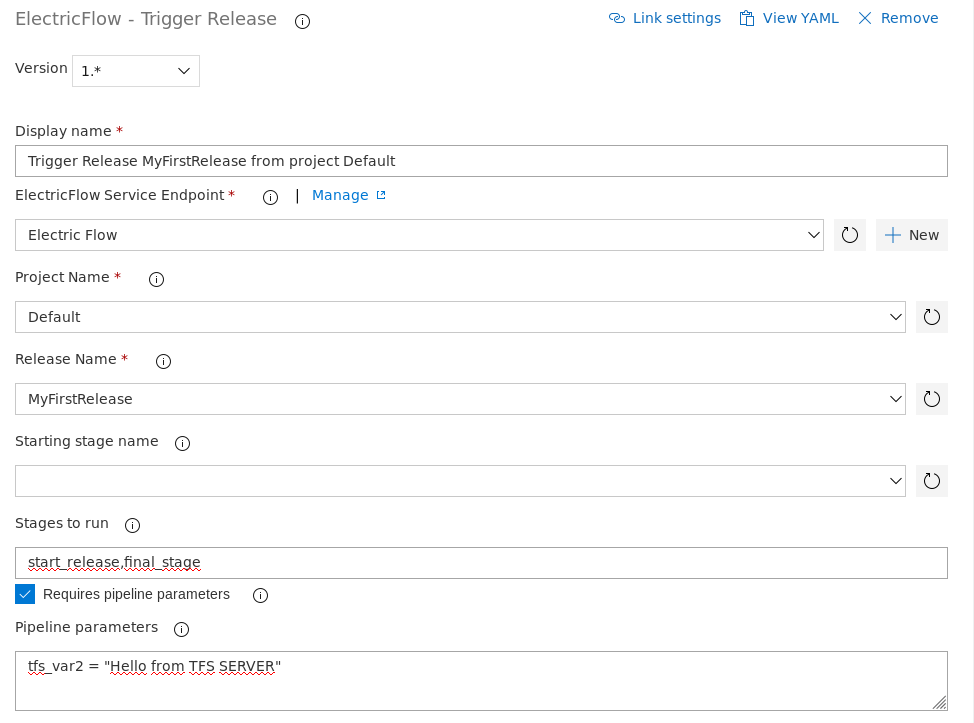 ElectricFlow - Trigger Release Link settings View YAML Remove
Version 1.*
Display name *
Trigger Release MyFirstRelease from project Default
ElectricFlow Service Endpoint * | Manage
Electric Flow New
Project Name *
Default
Release Name *
MyFirstRelease
Starting stage name
Stages to run
start_release,final_stage
Requires pipeline parameters
Pipeline parameters
tfs_var2 = "Hello from TFS SERVER"